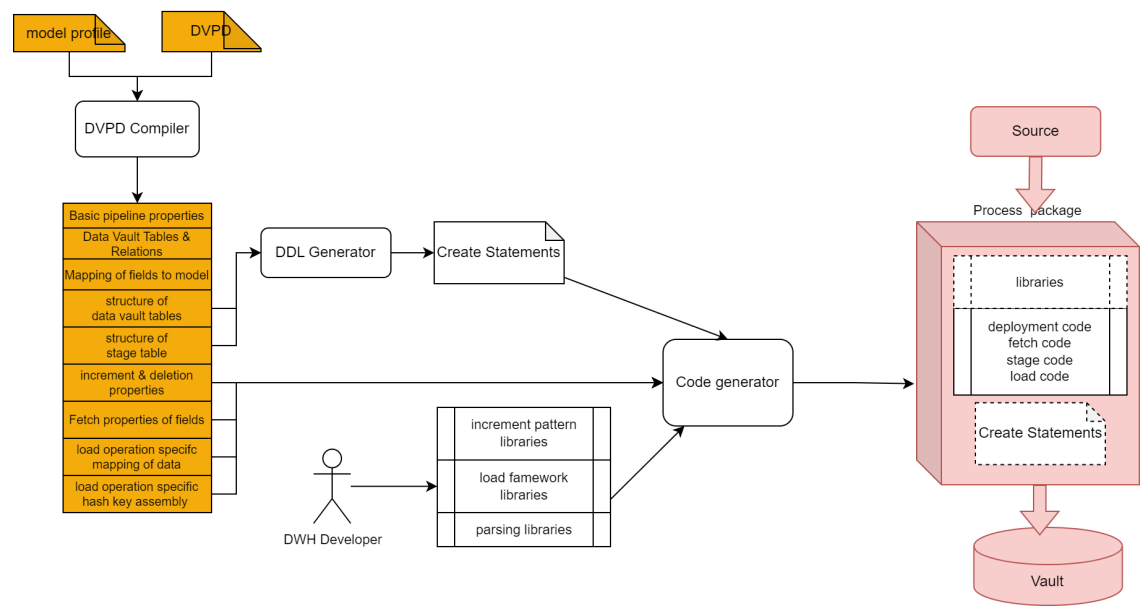 model profile
DVPD
DVPD Compiler
Basic pipeline properties
Data Vault Tables &
Relations
Mapping of fields to model
structure of
data vault tables
structure of
stage table
increment & deletion
properties
Fetch properties of fields
load operation specifc
mapping of data
load operation specific
hash key assembly
DDL Generator
Create Statements
DWH Developer
increment pattern
libraries
load famework
libraries
parsing libraries
Code generator
Source
Process package
libraries
deployment code
fetch code
stage code
load code
Create Statements
Vault